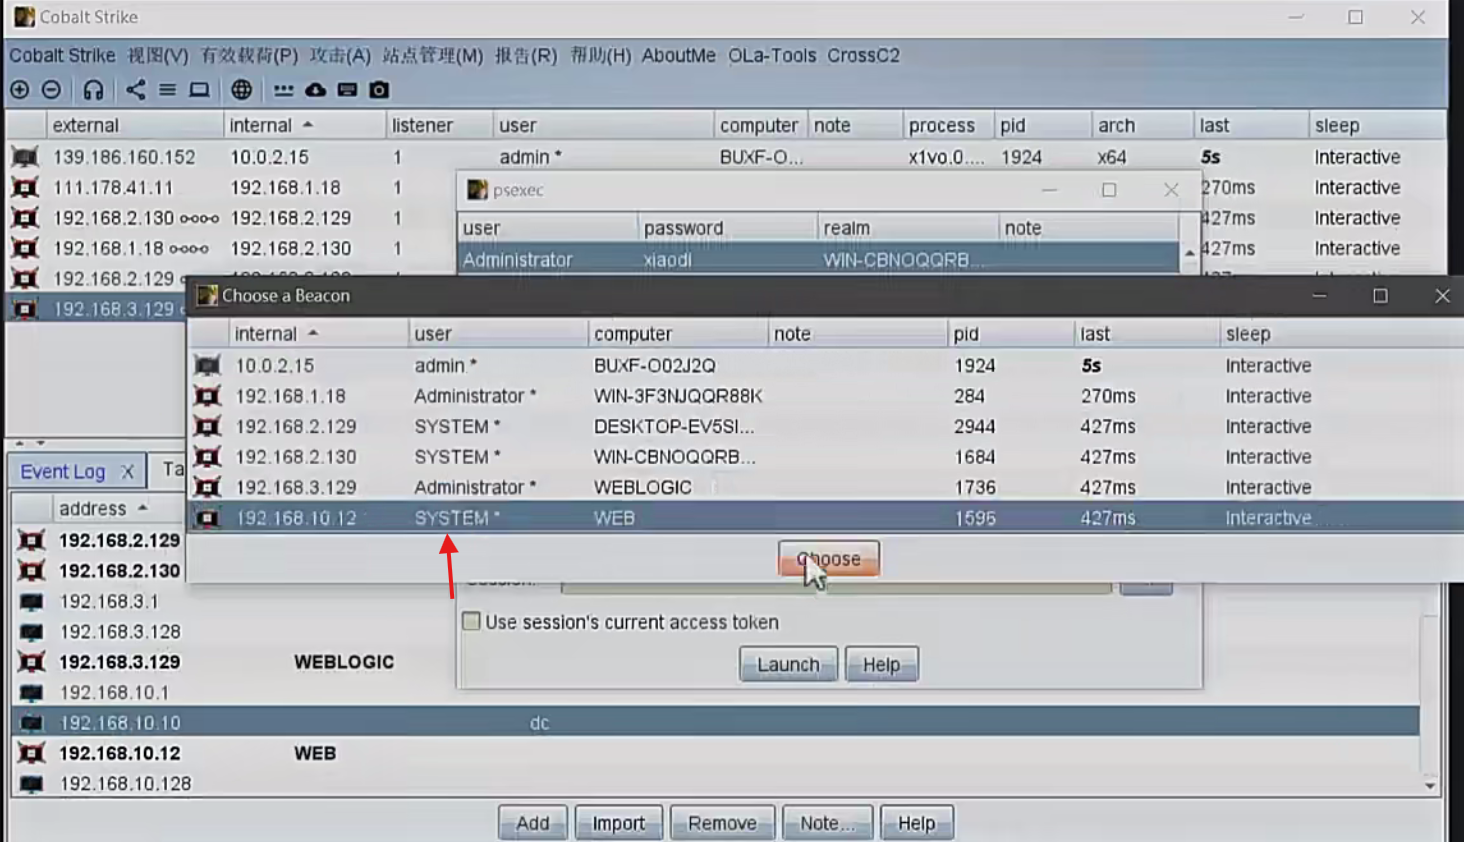 Cobalt Strike
Cobalt Strike 视图(V) 有效载荷(P) 攻击(A) 站点管理(M) 报告(R) 帮助(H) AboutMe OLa-Tools CrossC2
external internal listener user computer note process pid arch last sleep
139.186.160.152 10.0.2.15 1 admin * BUXF-O... x1vo.0.... 1924 x64 5s Interactive
111.178.41.11 192.168.1.18 1 270ms Interactive
192.168.2.130 192.168.2.129 1 427ms Interactive
192.168.1.18 192.168.2.130 1 427ms Interactive
192.168.2.129
192.168.3.129
psexec
user password realm note
Administrator xiaodi WIN-CBNOQQRB...
Choose a Beacon
internal user computer note pid last sleep
10.0.2.15 admin * BUXF-O02J2Q 1924 5s Interactive
192.168.1.18 Administrator * WIN-3F3NJQQR88K 284 270ms Interactive
192.168.2.129 SYSTEM * DESKTOP-EV5SI... 2944 427ms Interactive
192.168.2.130 SYSTEM * WIN-CBNOQQRB... 1684 427ms Interactive
192.168.3.129 Administrator * WEBLOGIC 1736 427ms Interactive
192.168.10.12 SYSTEM * WEB 1596 427ms Interactive
Choose
Use session's current access token
Launch Help
Event Log X Ta
address
192.168.2.129
192.168.2.130
192.168.3.1
192.168.3.128
192.168.3.129 WEBLOGIC
192.168.10.1
192.168.10.10 dc
192.168.10.12 WEB
192.168.10.128
Add Import Remove Note... Help